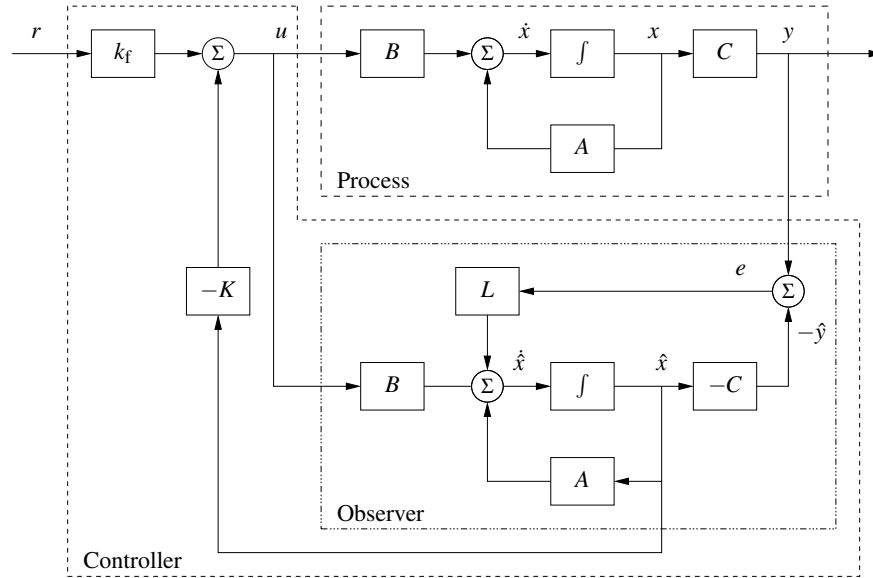 r
k_f
Σ
u
B
Σ
ẋ
∫
x
C
y
A
Process
−K
L
e
Σ
−ŷ
B
Σ
x̂̇
∫
x̂
−C
A
Observer
Controller